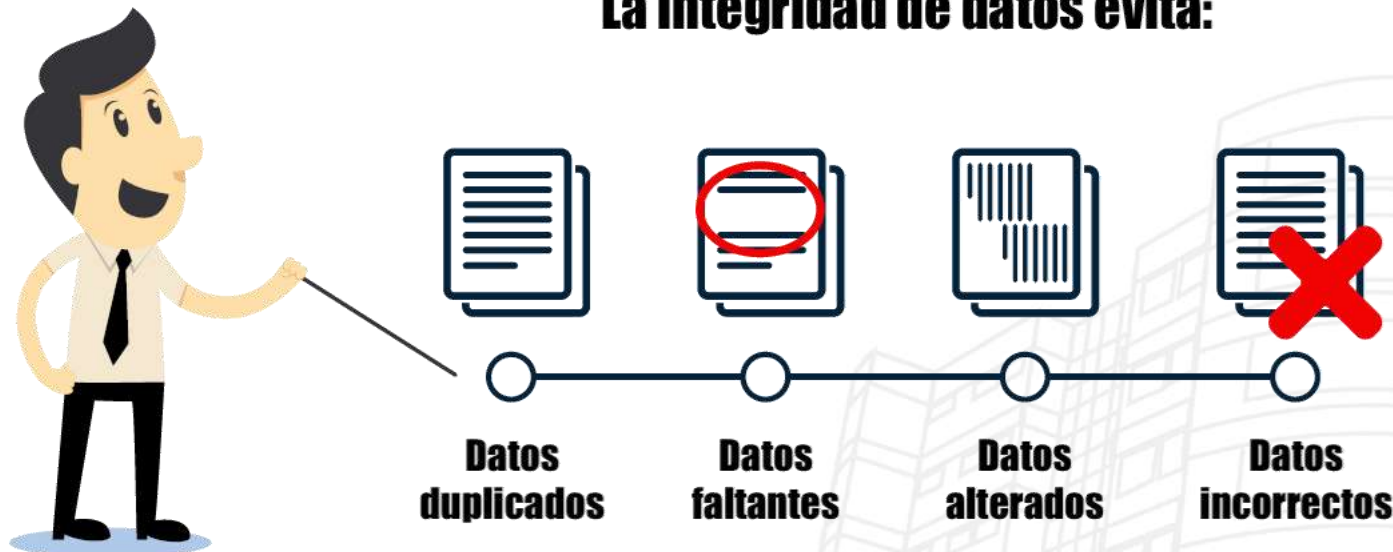 La integridad de datos evita:
Datos
duplicados
Datos
faltantes
Datos
alterados
Datos
incorrectos